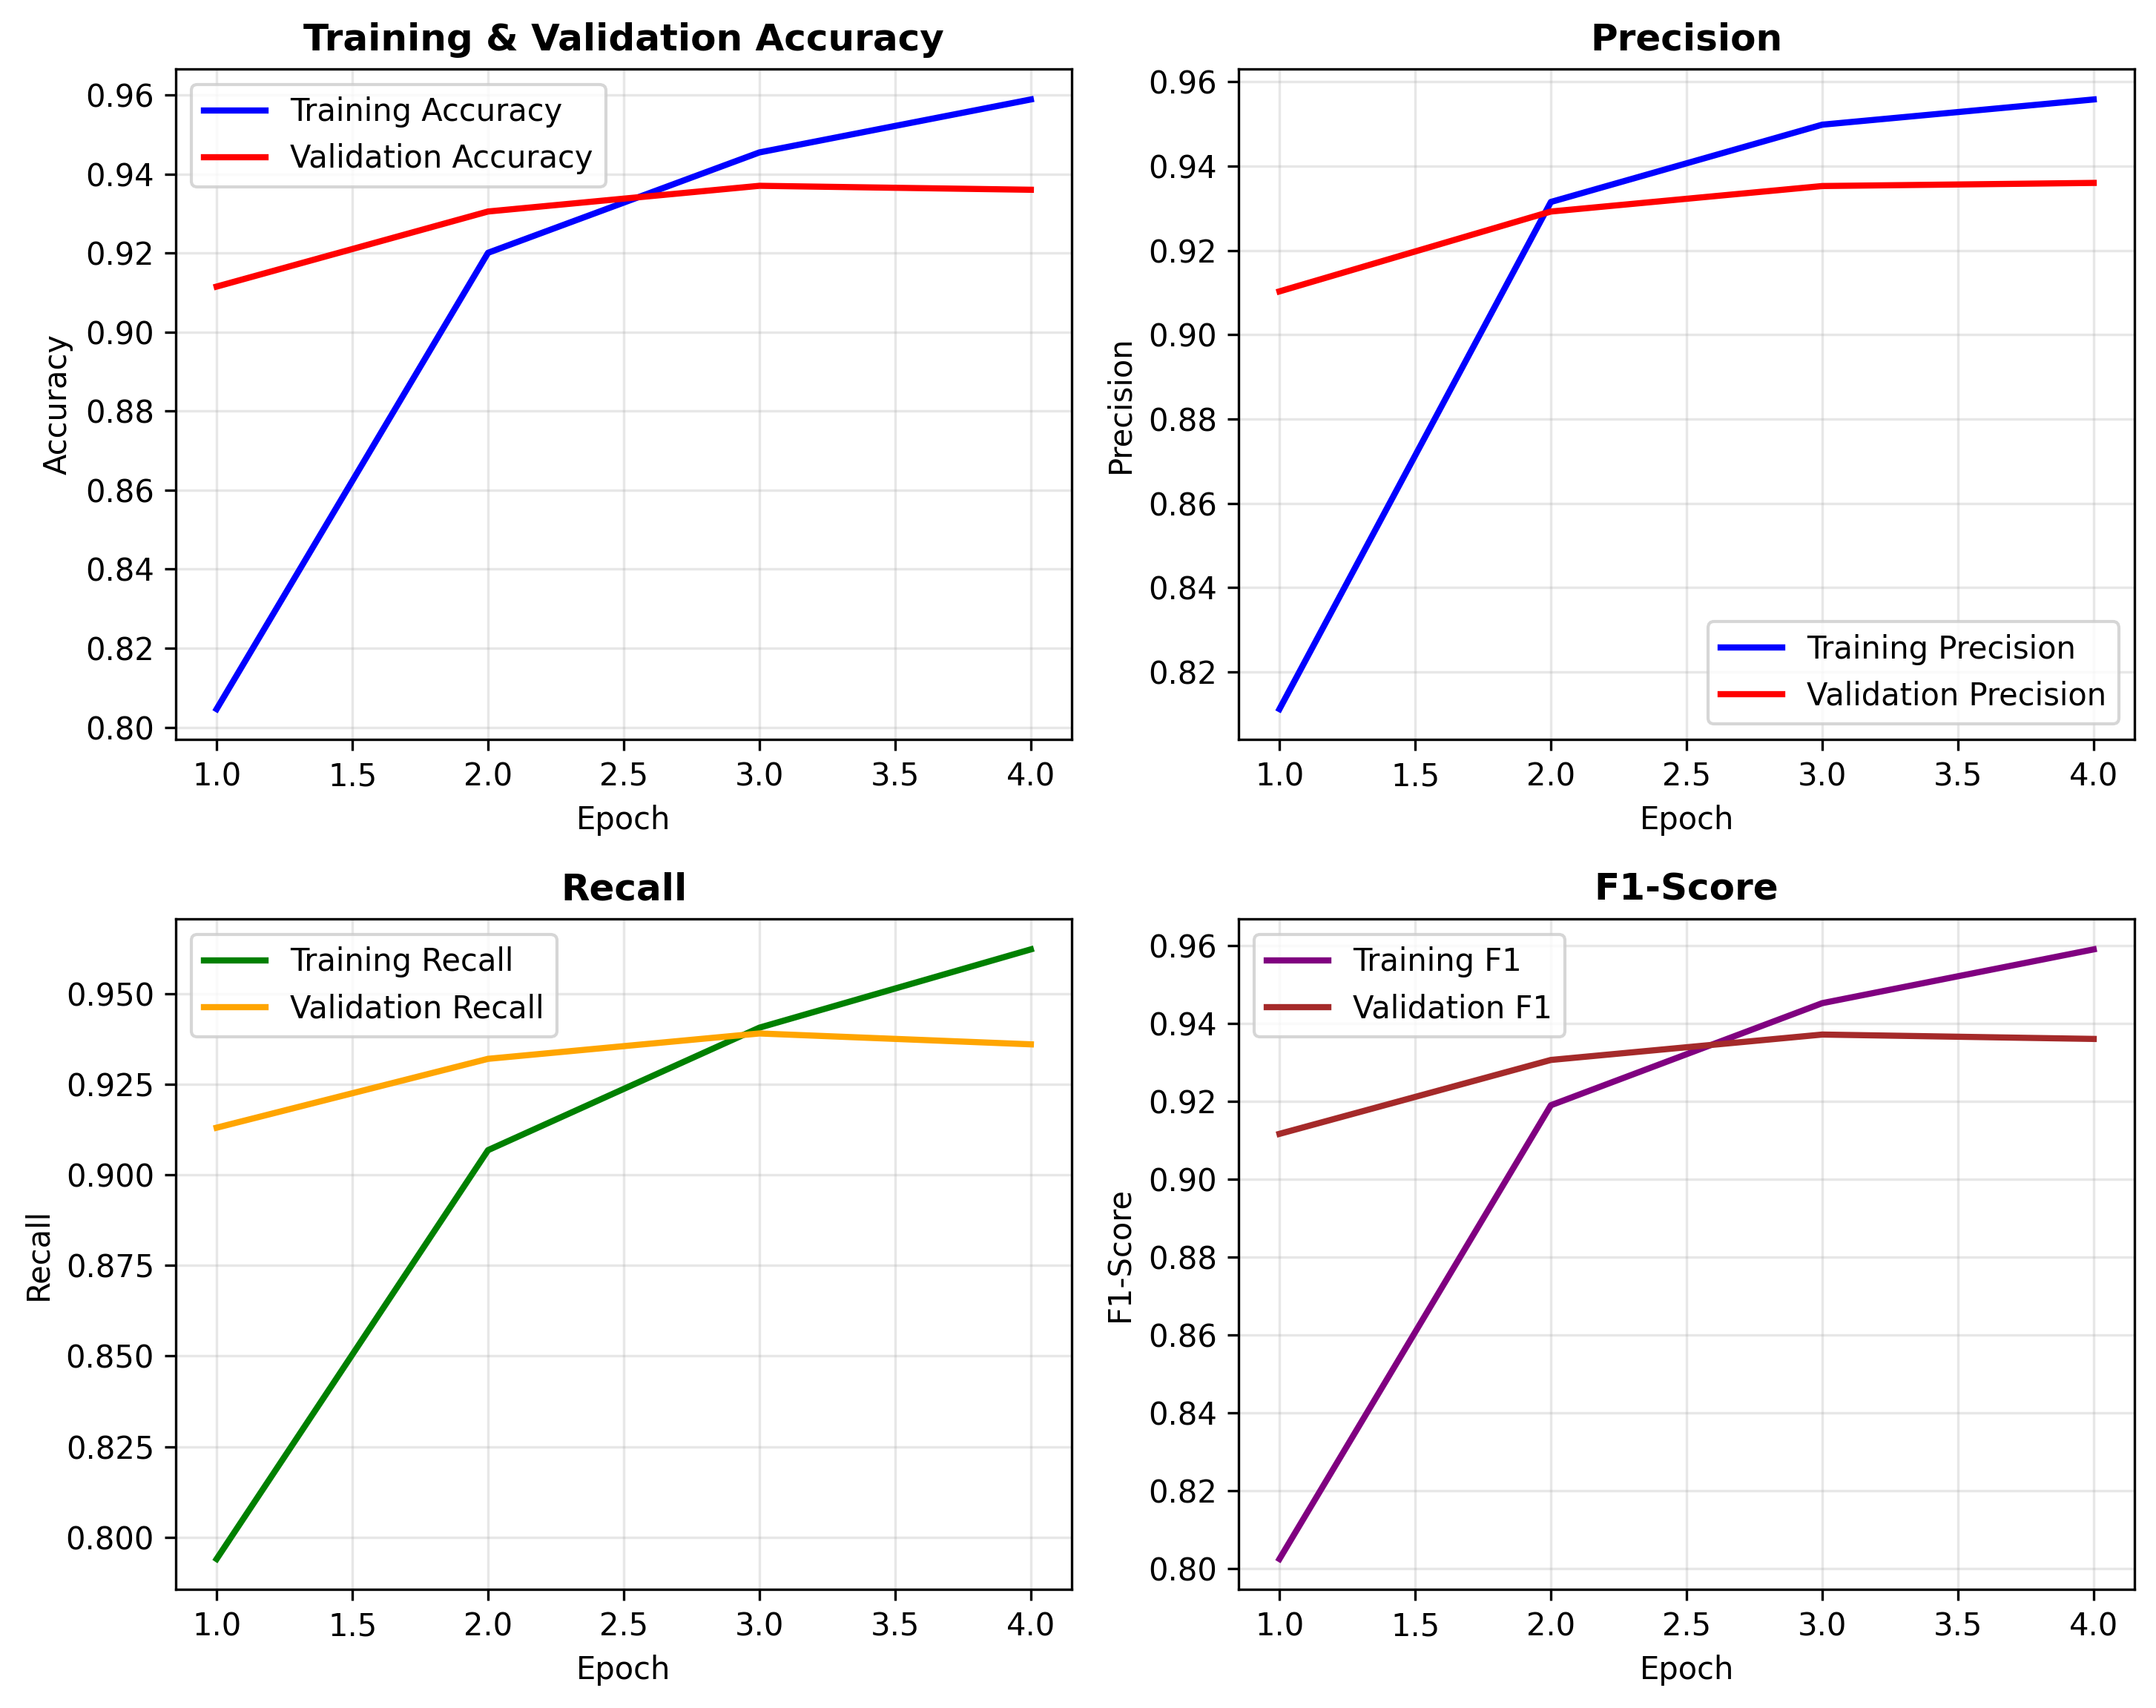 Training & Validation Accuracy
Training Accuracy
Validation Accuracy
0.96
0.94
0.92
0.90
0.88
0.86
0.84
0.82
0.80
Accuracy
1.0 1.5 2.0 2.5 3.0 3.5 4.0
Epoch
Precision
0.96
0.94
0.92
0.90
0.88
0.86
0.84
0.82
Precision
Training Precision
Validation Precision
1.0 1.5 2.0 2.5 3.0 3.5 4.0
Epoch
Recall
Training Recall
Validation Recall
0.950
0.925
0.900
0.875
0.850
0.825
0.800
Recall
1.0 1.5 2.0 2.5 3.0 3.5 4.0
Epoch
F1-Score
Training F1
Validation F1
0.96
0.94
0.92
0.90
0.88
0.86
0.84
0.82
0.80
F1-Score
1.0 1.5 2.0 2.5 3.0 3.5 4.0
Epoch